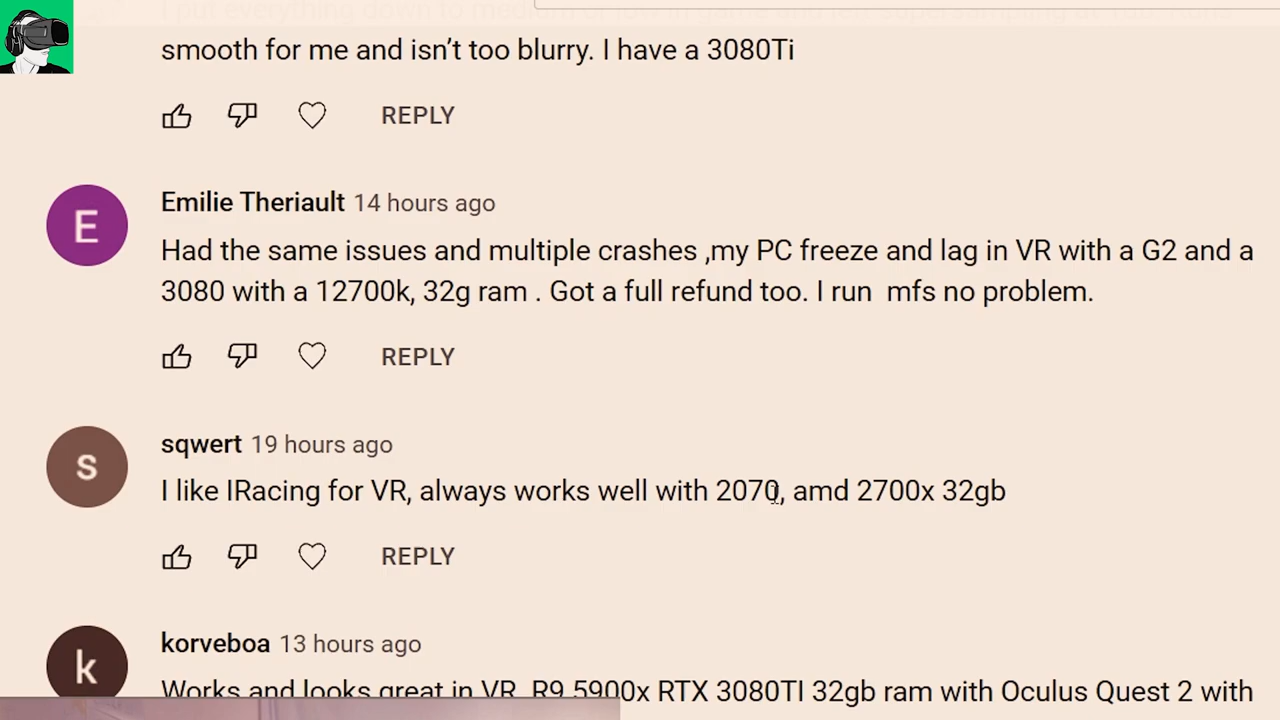 smooth for me and isn't too blurry. I have a 3080Ti
REPLY
E
Emilie Theriault 14 hours ago
Had the same issues and multiple crashes ,my PC freeze and lag in VR with a G2 and a
3080 with a 12700k, 32g ram . Got a full refund too. I run  mfs no problem.
REPLY
s
sqwert 19 hours ago
I like IRacing for VR, always works well with 2070, amd 2700x 32gb
REPLY
k
korveboa 13 hours ago
Works and looks great in VR  R9 5900x RTX 3080TI 32gb ram with Oculus Quest 2 with